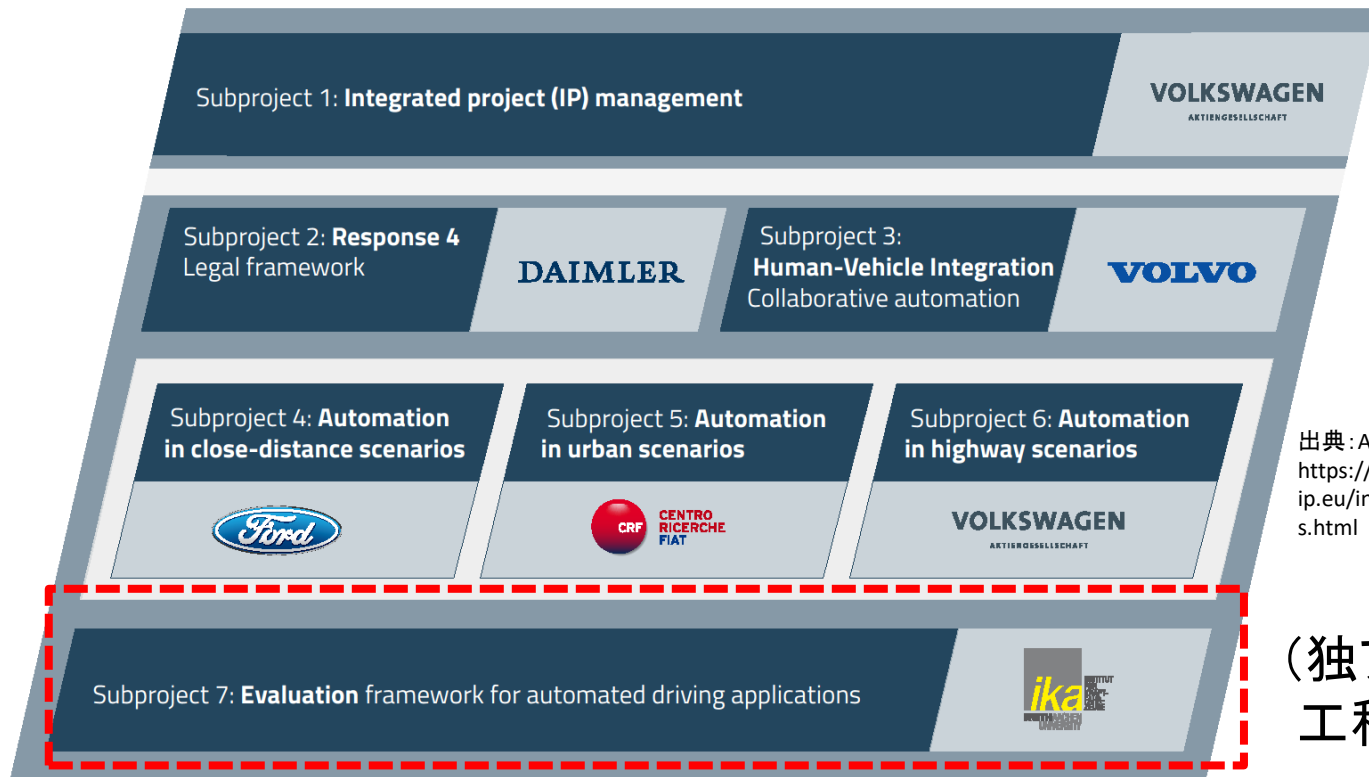 Subproject 1: Integrated project (IP) management
VOLKSWAGEN
AKTIENGESELLSCHAFT
Subproject 2: Response 4
Legal framework
DAIMLER
Subproject 3:
Human-Vehicle Integration
Collaborative automation
VOLVO
Subproject 4: Automation
in close-distance scenarios
Ford
Subproject 5: Automation
in urban scenarios
CRF
CENTRO
RICERCHE
FIAT
Subproject 6: Automation
in highway scenarios
VOLKSWAGEN
AKTIENGESELLSCHAFT
出典：A
https://
ip.eu/in
s.html
Subproject 7: Evaluation framework for automated driving applications
ika
INSTITUT
UNIVERSITY
（独
工